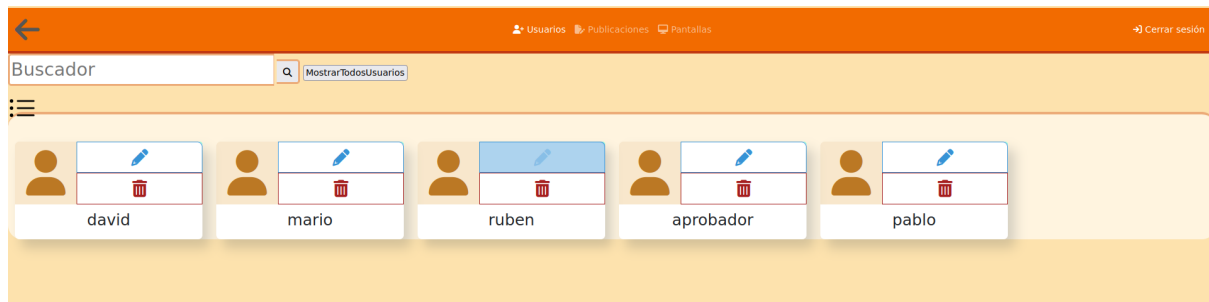 Usuarios Publicaciones Pantallas Cerrar sesión
Buscador MostrarTodosUsuarios
david mario ruben aprobador pablo